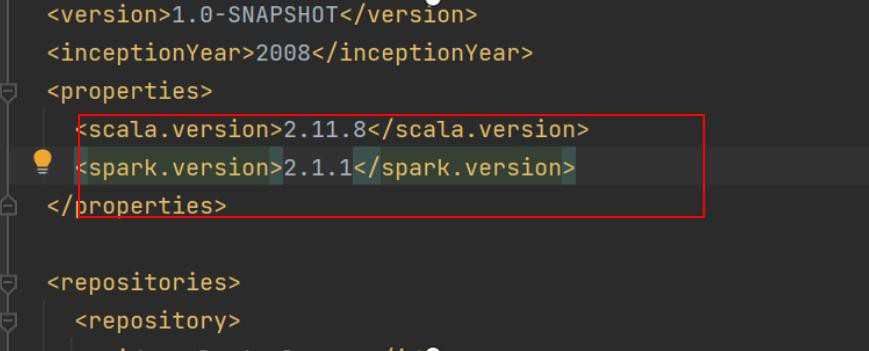 <version>1.0-SNAPSHOT</version>
<inceptionYear>2008</inceptionYear>
<properties>
<scala.version>2.11.8</scala.version>
<spark.version>2.1.1</spark.version>
</properties>
<repositories>
<repository>